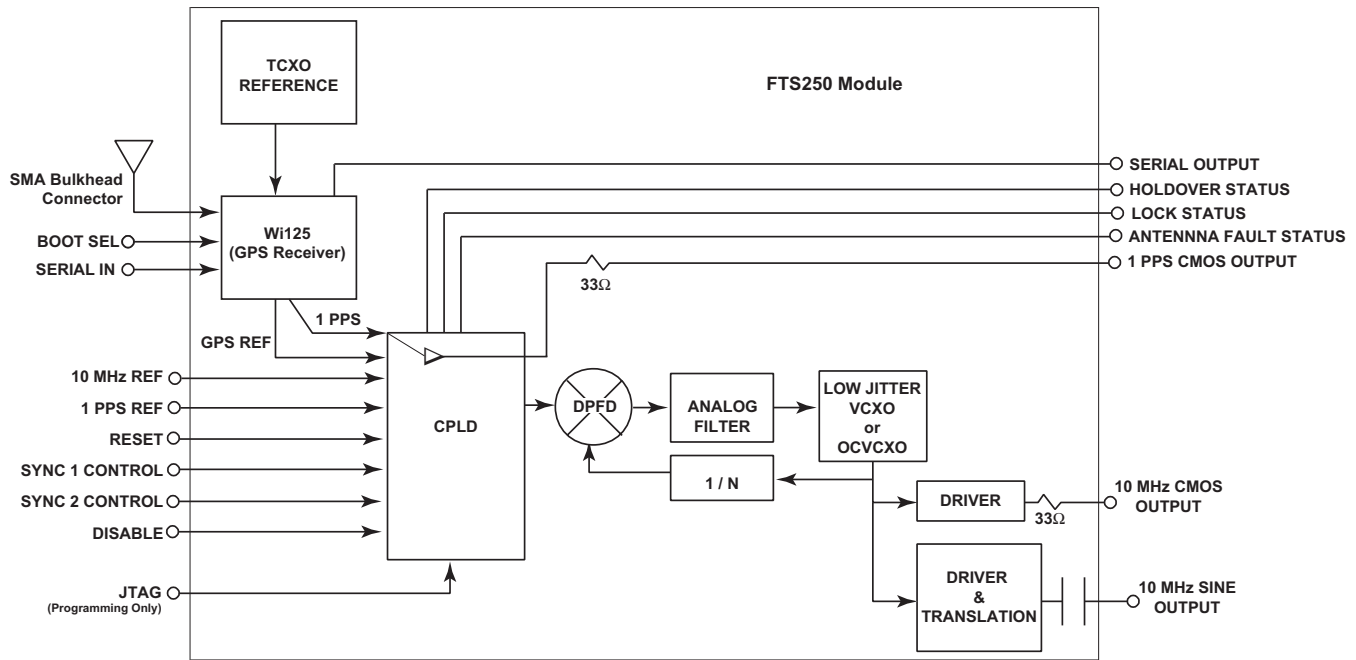 TCXO
REFERENCE
FTS250 Module
SMA Bulkhead
Connector
BOOT SEL
SERIAL IN
Wi125
(GPS Receiver)
SERIAL OUTPUT
HOLDOVER STATUS
LOCK STATUS
ANTENNNA FAULT STATUS
1 PPS CMOS OUTPUT
33Ω
1 PPS
GPS REF
10 MHz REF
1 PPS REF
RESET
SYNC 1 CONTROL
SYNC 2 CONTROL
DISABLE
JTAG
(Programming Only)
CPLD
DPFD
ANALOG
FILTER
LOW JITTER
VCXO
or
OCVCXO
1 / N
DRIVER
33Ω
10 MHz CMOS
OUTPUT
DRIVER
&
TRANSLATION
10 MHz SINE
OUTPUT